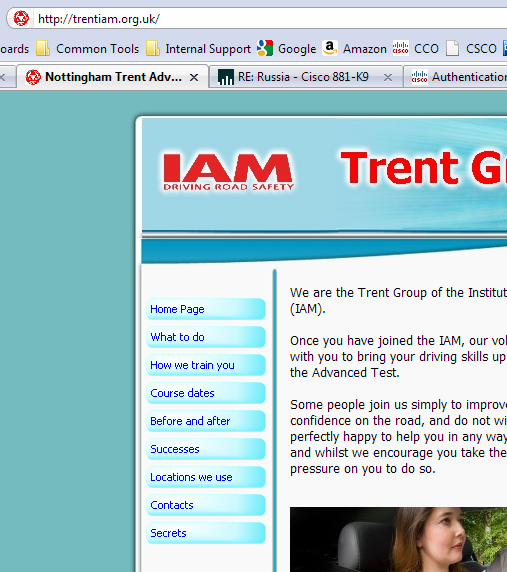 http://trentiam.org.uk/
oards Common Tools Internal Support Google Amazon CCO CSCO
Nottingham Trent Adv... RE: Russia - Cisco 881-K9 Authentication
IAM
DRIVING ROAD SAFETY
Trent G
Home Page
What to do
How we train you
Course dates
Before and after
Successes
Locations we use
Contacts
Secrets
We are the Trent Group of the Institut
(IAM).
Once you have joined the IAM, our vol
with you to bring your driving skills up
the Advanced Test.
Some people join us simply to improve
confidence on the road, and do not wi
perfectly happy to help you in any way
and whilst we encourage you take the
pressure on you to do so.